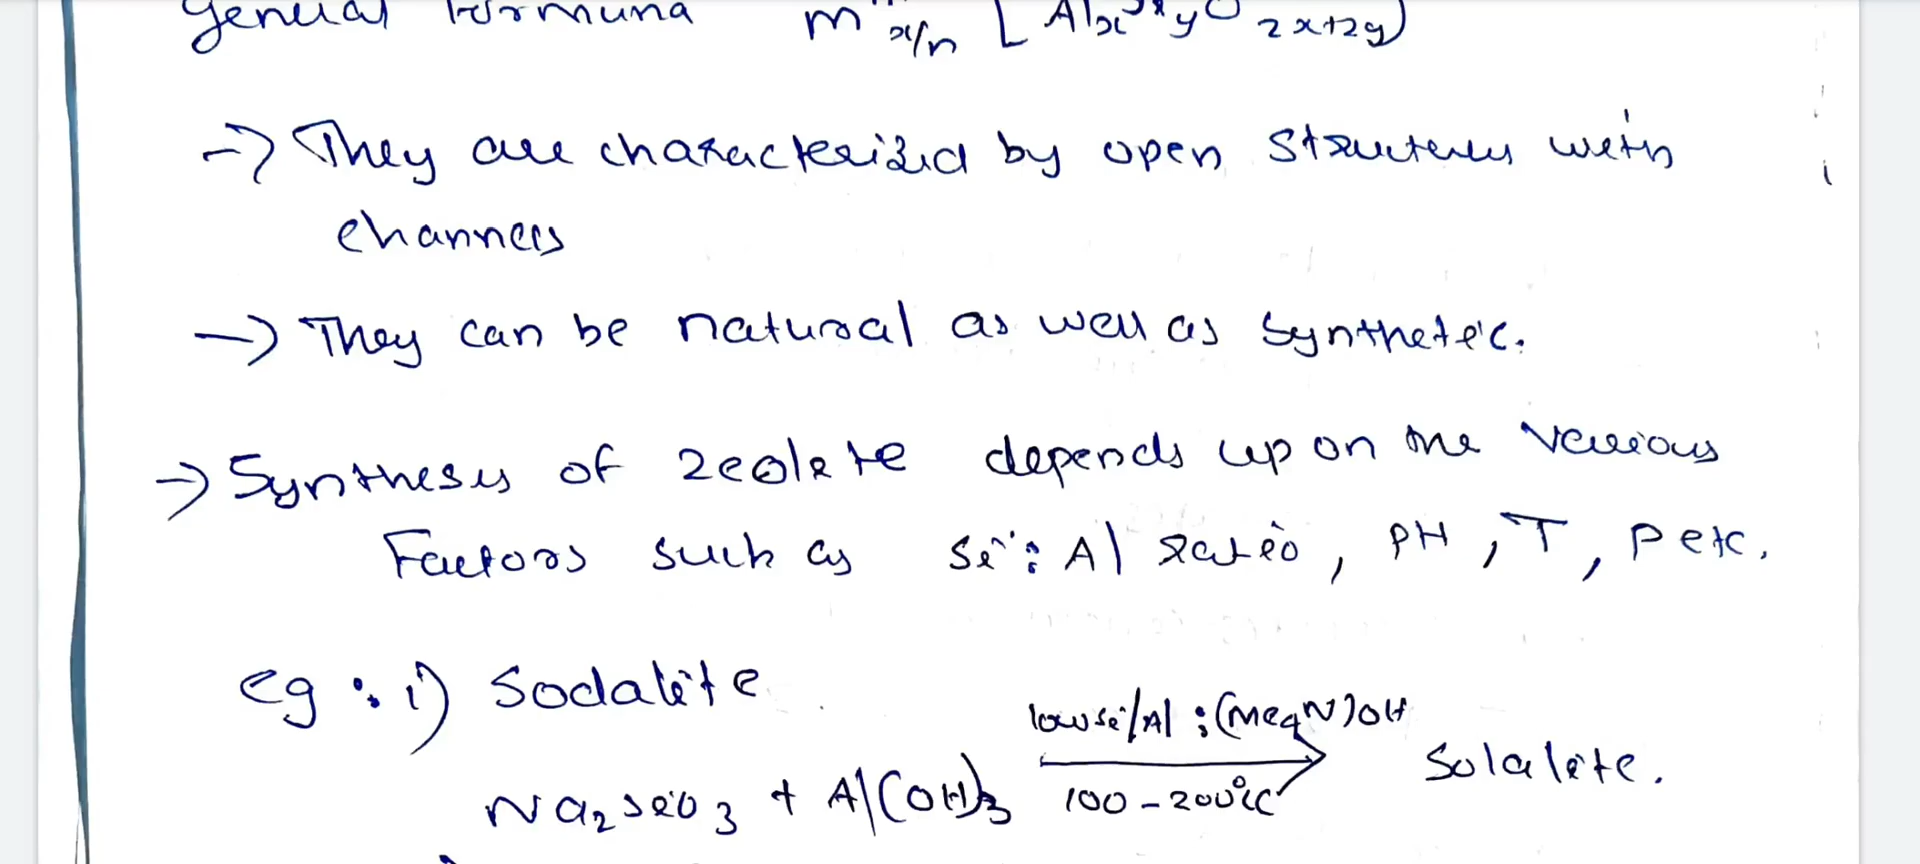 General Formula M^n+ x/n [Alx Siy O 2x+2y]
→ They are characterized by open structures with
channels
→ They can be natural as well as synthetic.
→ Synthesis of zeolite depends upon the various
Factors such as Si : Al ratio, PH, T, P etc.
eg : i) Sodalite
low Si/Al ; (Me4N)OH
Na2SiO3 + Al(OH)3 → Solalite.
100-200°C